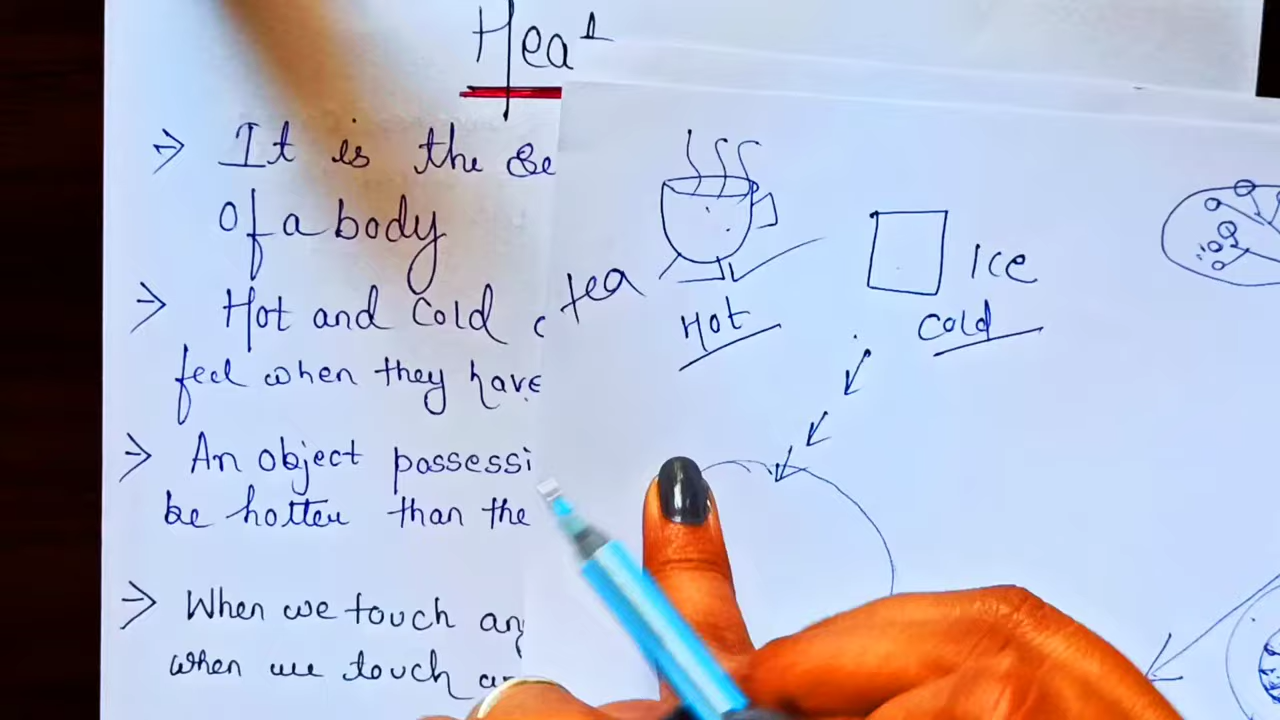 Heat
⇒ It is the Se
Of a body
⇒ Hot and Cold c
feel when they have
⇒ An object possessi
be hotter than the
⇒ When we touch an
when we touch a
tea
Hot
Ice
Cold